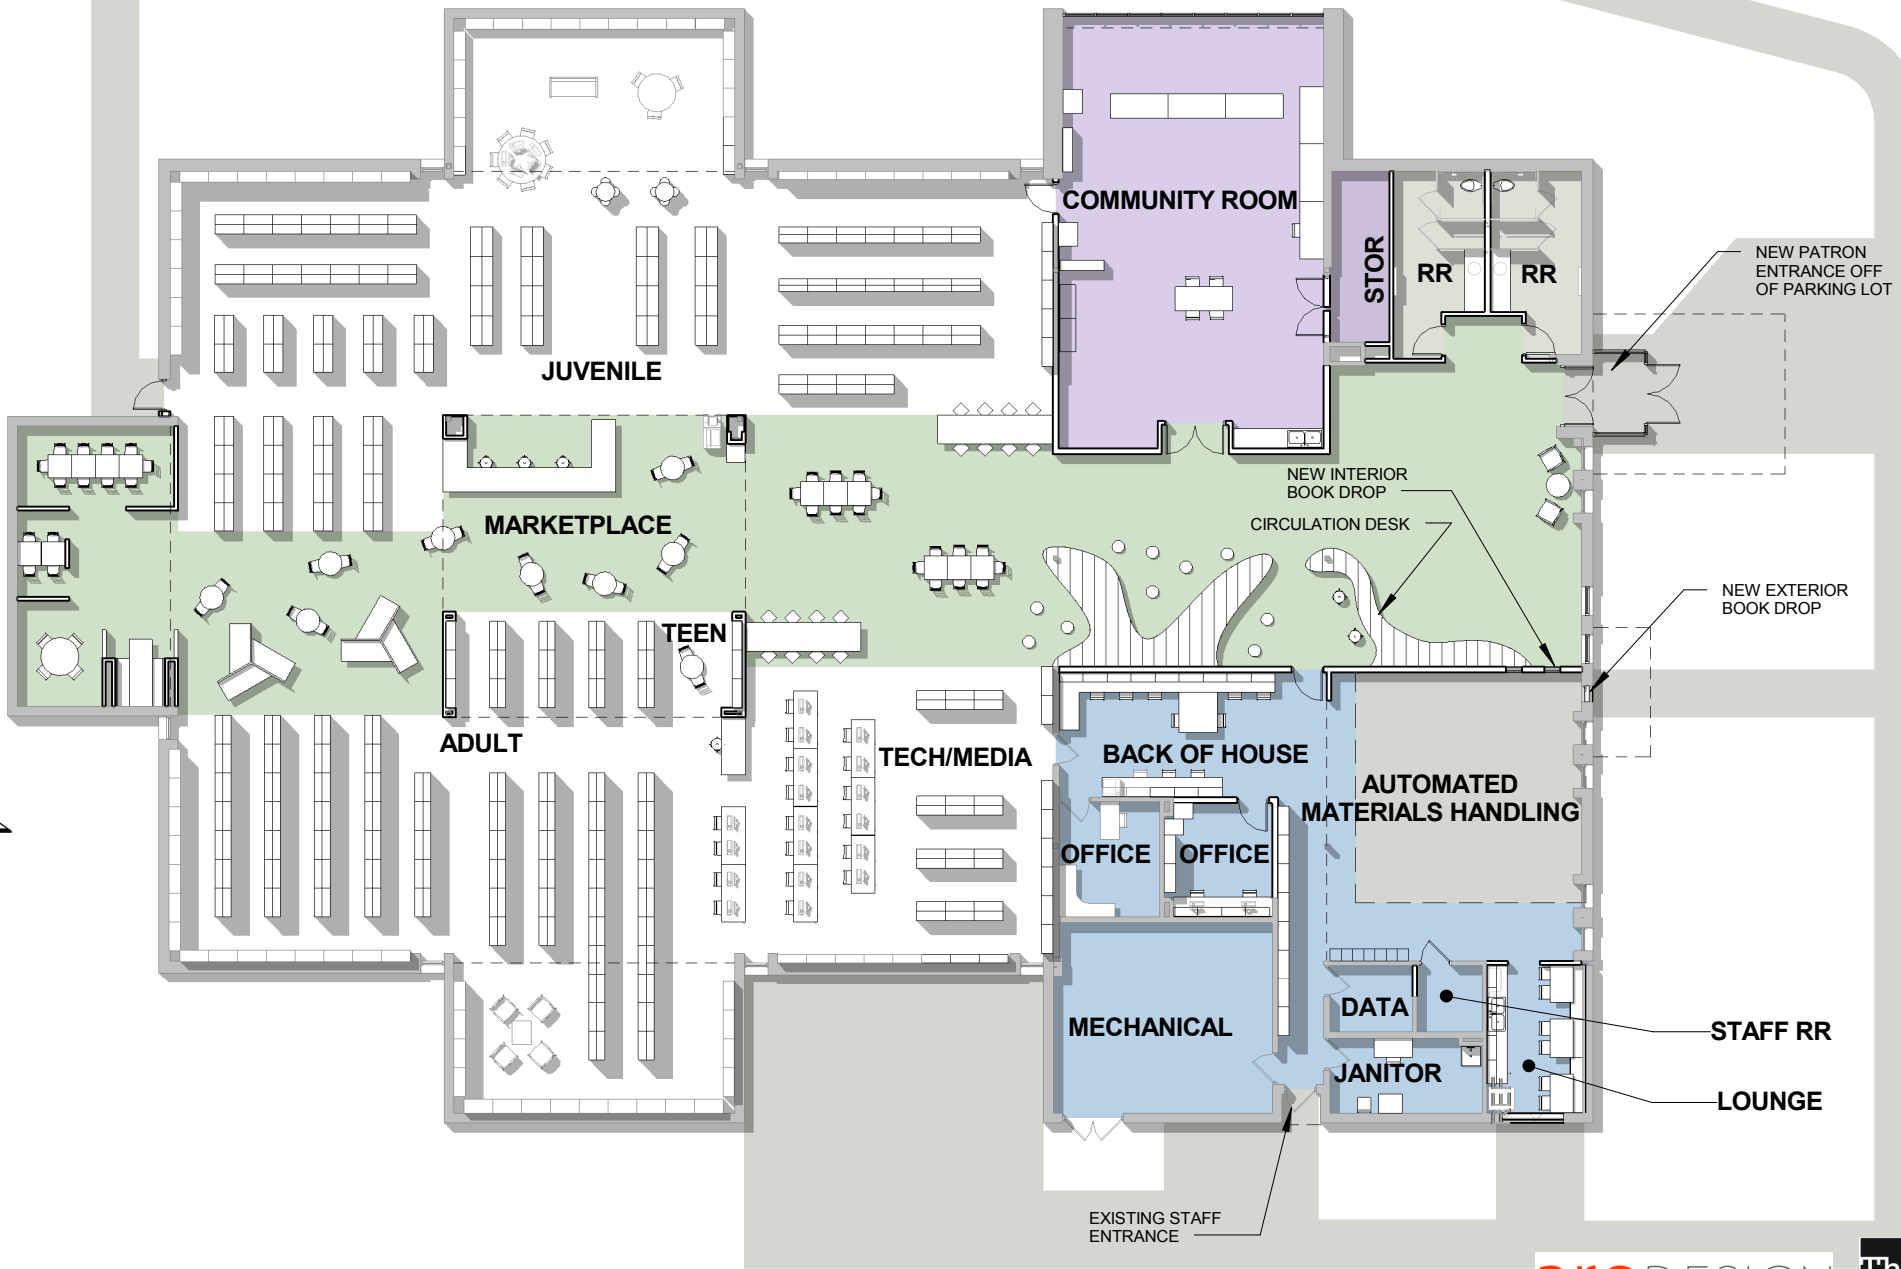 COMMUNITY ROOM
STOR
RR
RR
NEW PATRON
ENTRANCE OFF
OF PARKING LOT
JUVENILE
NEW INTERIOR
BOOK DROP
CIRCULATION DESK
MARKETPLACE
NEW EXTERIOR
BOOK DROP
TEEN
ADULT
TECH/MEDIA
BACK OF HOUSE
AUTOMATED
MATERIALS HANDLING
OFFICE
OFFICE
DATA
MECHANICAL
STAFF RR
JANITOR
LOUNGE
EXISTING STAFF
ENTRANCE
DESIGN